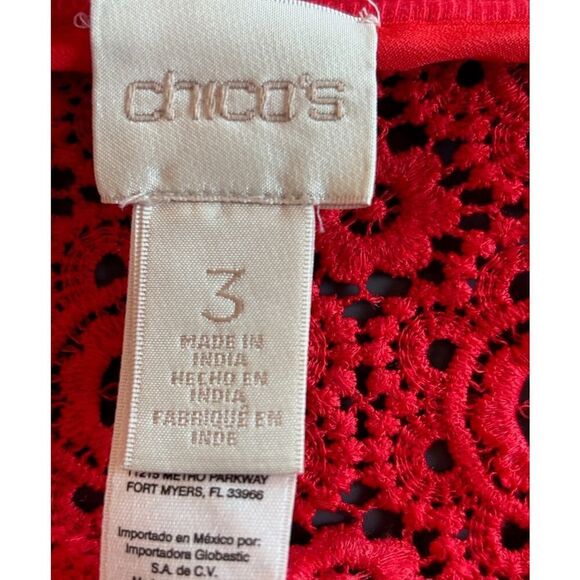 chico's
3
MADE IN
INDIA
HECHO EN
INDIA
FABRIQUÉ EN
INDE
11215 METRO PARKWAY
FORT MYERS, FL 33966
Importado en México por:
Importadora Globastic
S.A. de C.V.